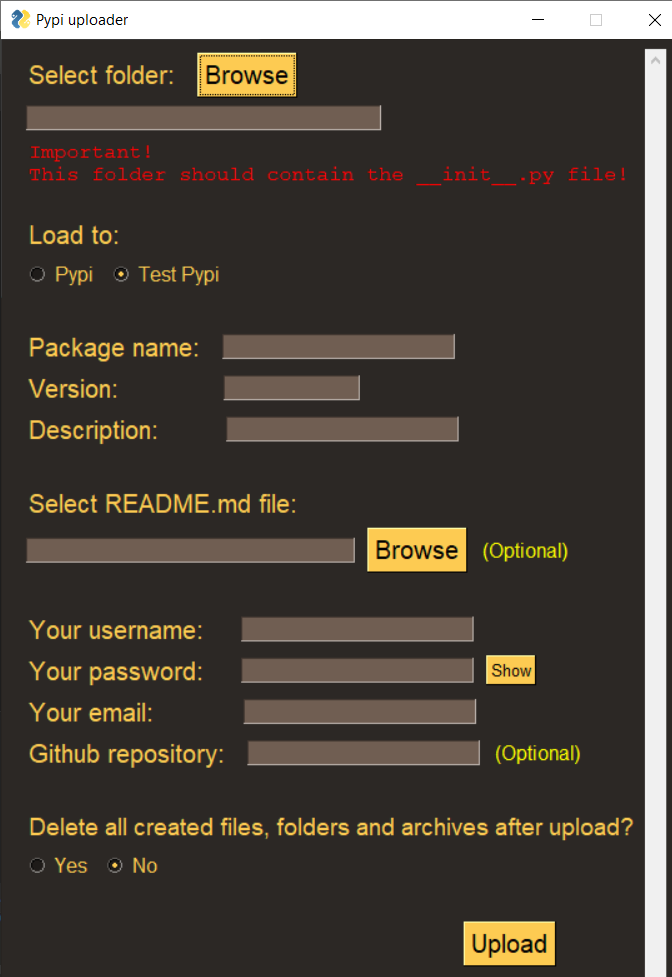 Pypi uploader
Select folder: Browse
Important!
This folder should contain the __init__.py file!
Load to:
Pypi Test Pypi
Package name:
Version:
Description:
Select README.md file:
Browse (Optional)
Your username:
Your password: Show
Your email:
Github repository: (Optional)
Delete all created files, folders and archives after upload?
Yes No
Upload